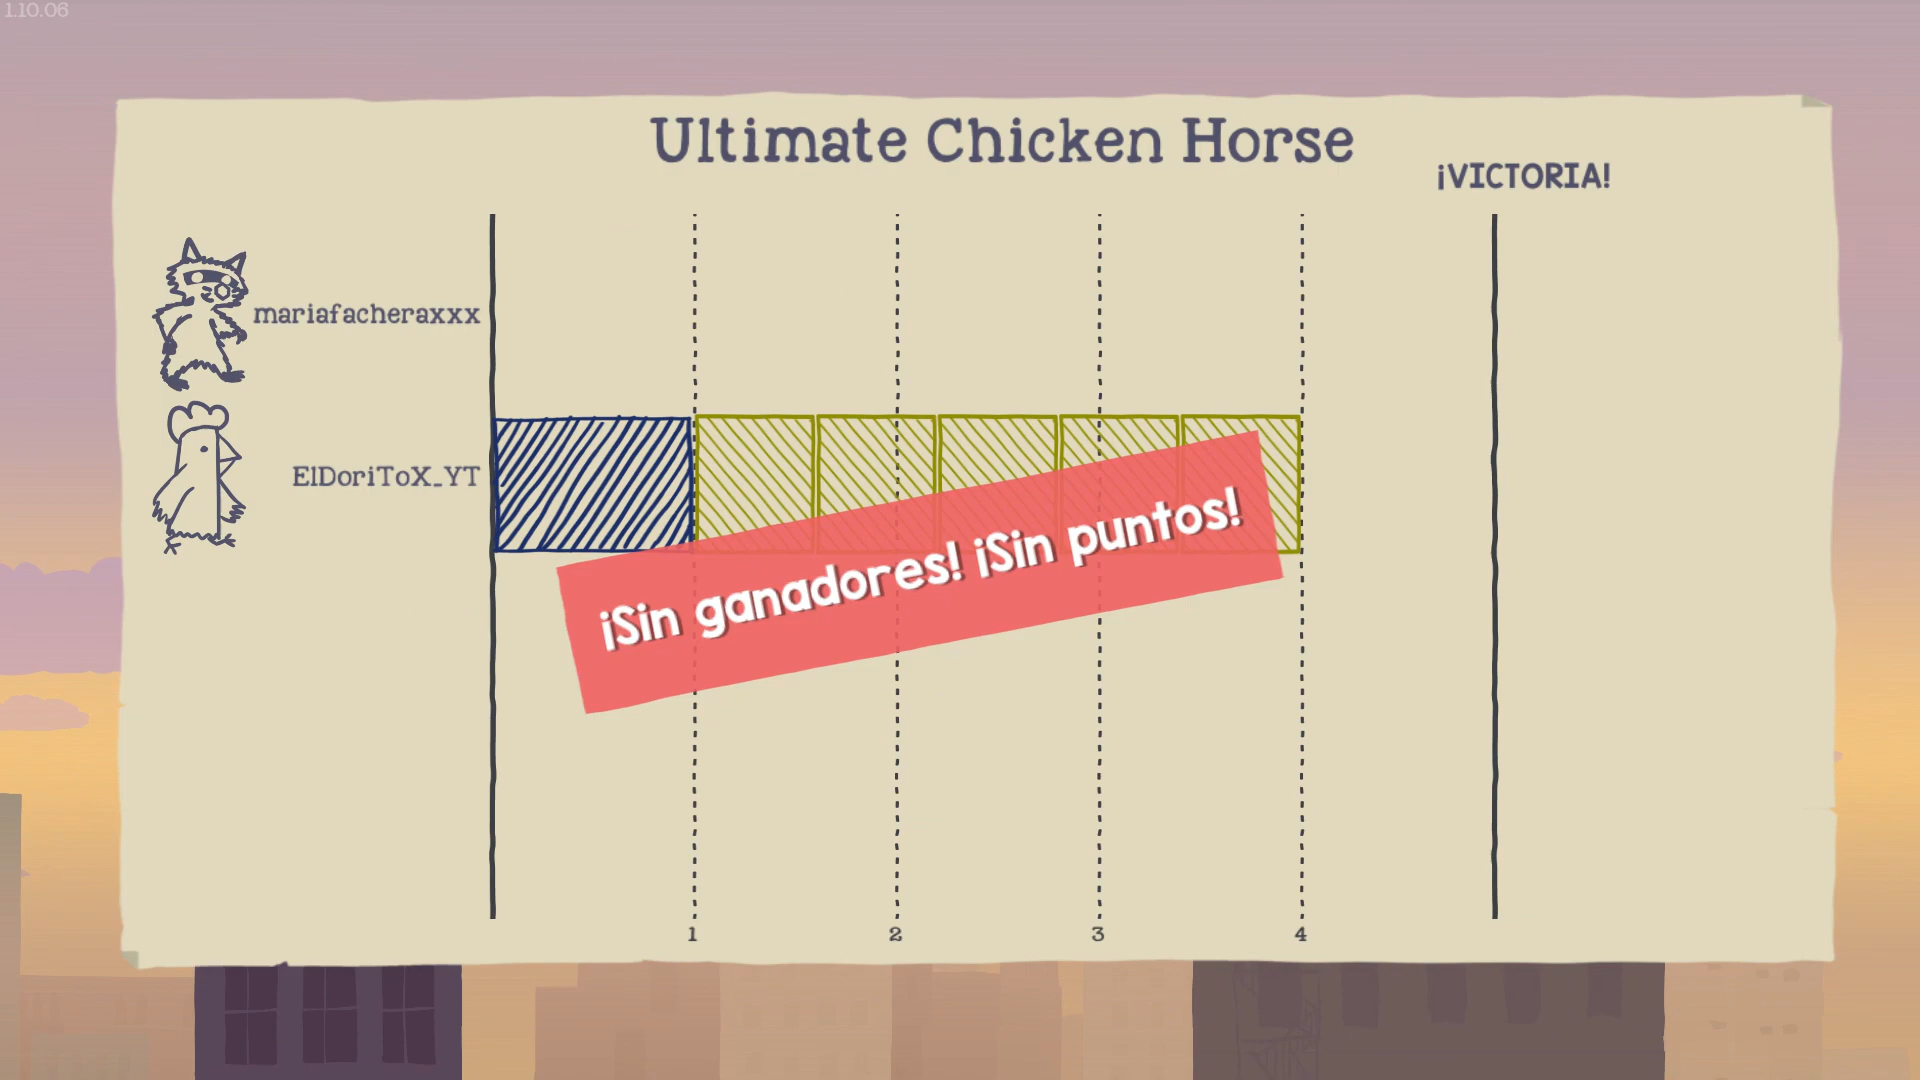 1.10.06
Ultimate Chicken Horse
¡VICTORIA!
mariafacheraxxx
ElDoriToX_YT
¡Sin ganadores! ¡Sin puntos!
1 2 3 4